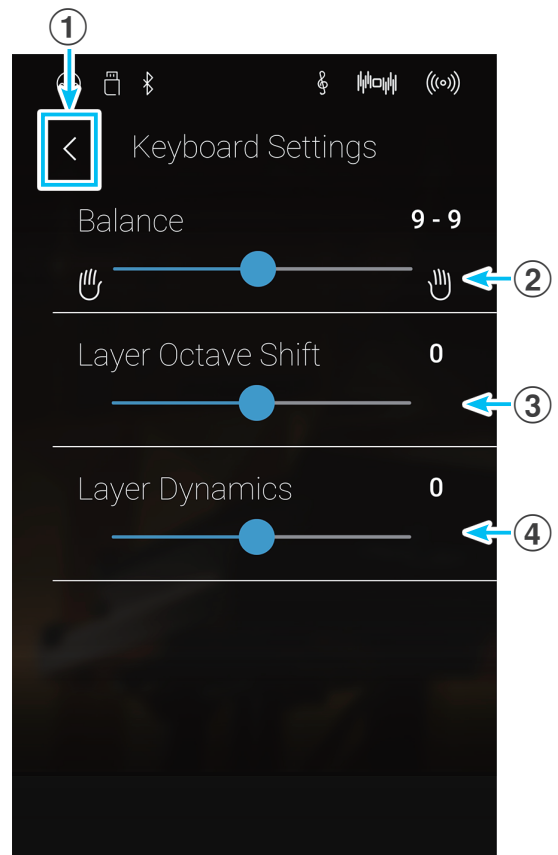 ①
Keyboard Settings
Balance 9 - 9
②
Layer Octave Shift 0
③
Layer Dynamics 0
④